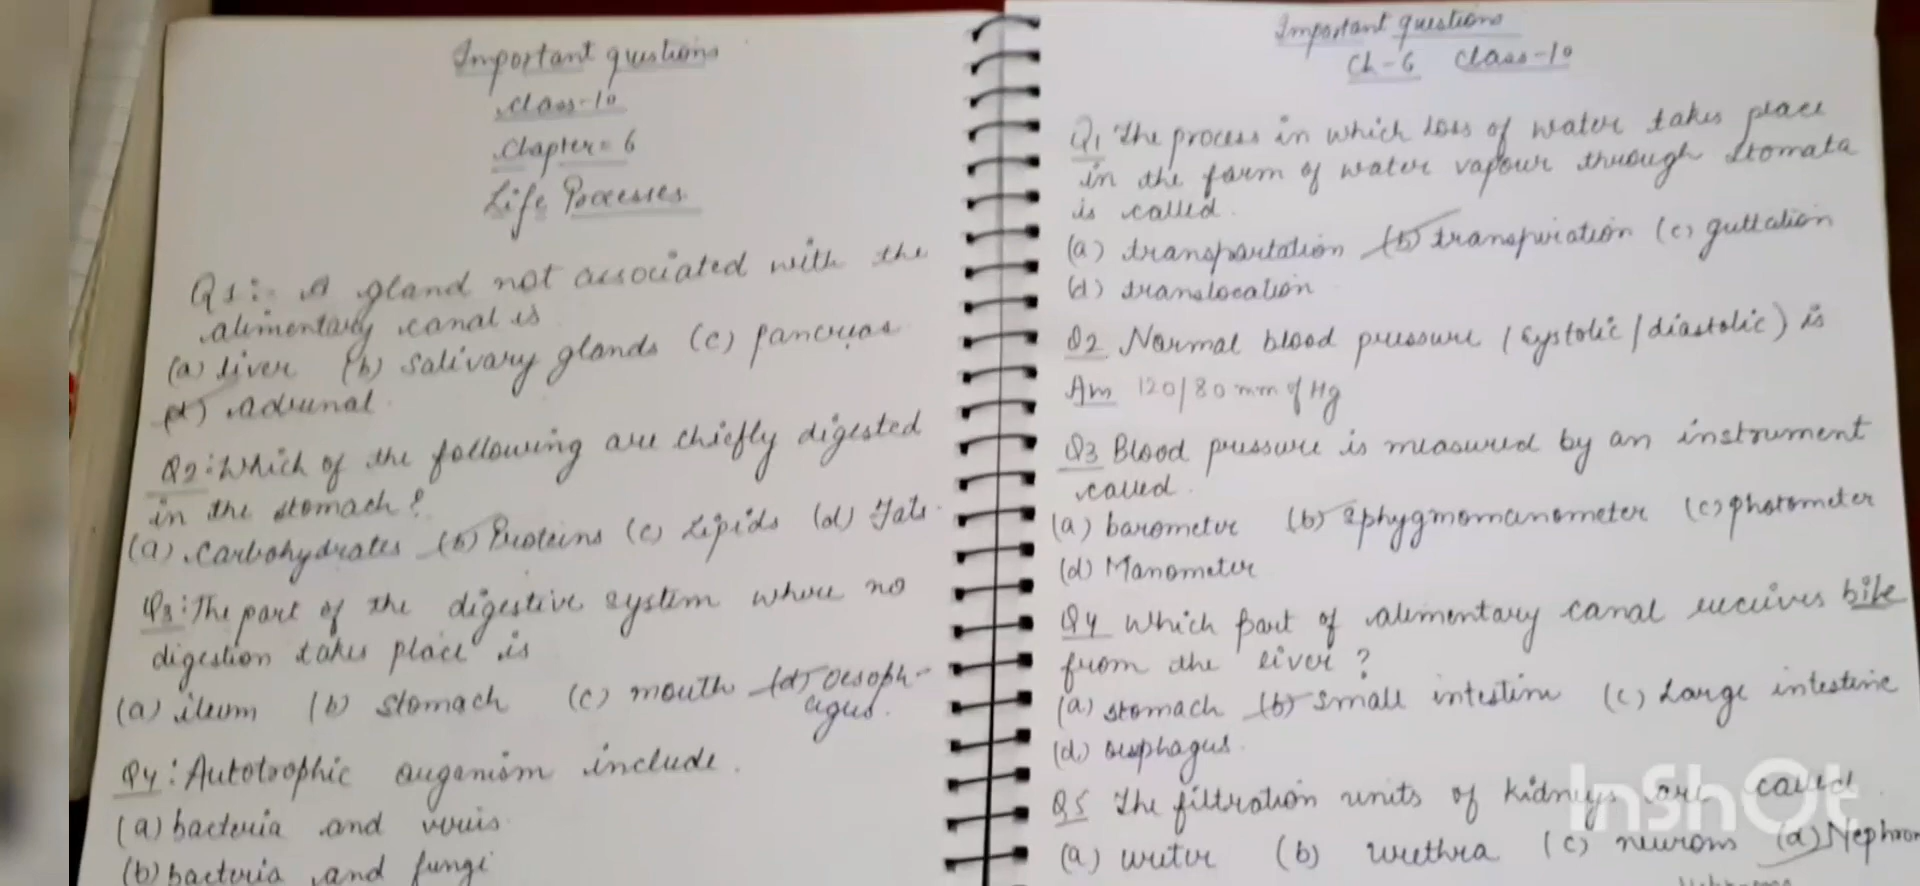 Important questions
Class-10
Chapter= 6
Life Processes
Q1:- A gland not associated with the
alimentary canal is
(a) liver (b) Salivary glands (c) pancreas
(d) adrenal.
Q2: Which of the following are chiefly digested
in the stomach?
(a) Carbohydrates (b) Proteins (c) Lipids (d) Fats.
Q3: The part of the digestive system where no
digestion takes place is
(a) ileum (b) stomach (c) mouth (d) oesoph-
agus.
Q4: Autotrophic organism include.
(a) bacteria and virus.
(b) bacteria and fungi
Important questions
Ch-6 Class-10
Q1 The process in which loss of water takes place
in the form of water vapour through stomata
is called.
(a) transportation (b) transpiration (c) guttation
(d) translocation
Q2 Normal blood pressure (systolic/diastolic) is
Ans 120/80 mm of Hg
Q3 Blood pressure is measured by an instrument
called.
(a) barometer (b) Sphygmomanometer (c) photometer
(d) Manometer
Q4 Which part of alimentary canal receives bile
from the liver?
(a) stomach (b) small intestine (c) Large intestine
(d) oesphagus.
Q5 The filtration units of kidneys are called.
(a) ureter (b) urethra (c) neurons (d) Nephron
InShOt